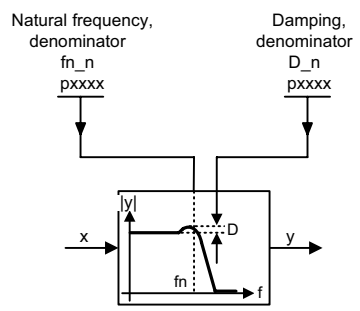 Natural frequency,
denominator
fn_n
pxxxx
Damping,
denominator
D_n
pxxxx
|y|
x
D
y
fn
f